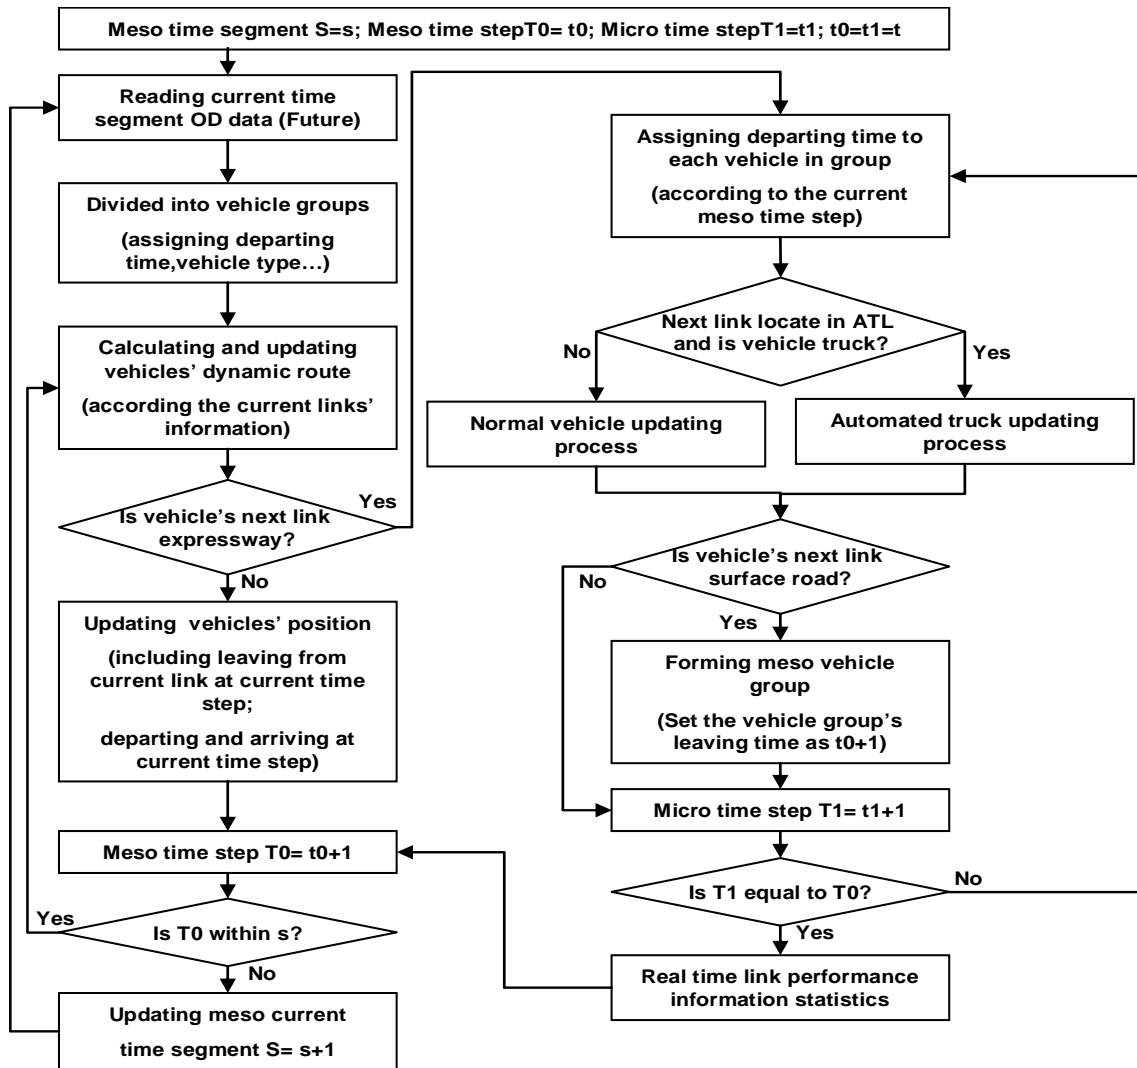 Meso time segment S=s; Meso time stepT0= t0; Micro time stepT1=t1; t0=t1=t
Reading current time
segment OD data (Future)
Divided into vehicle groups
(assigning departing
time,vehicle type…)
Calculating and updating
vehicles' dynamic route
(according the current links'
information)
Yes
Is vehicle's next link
expressway?
No
Updating  vehicles' position
(including leaving from
current link at current time
step;
departing and arriving at
current time step)
Meso time step T0= t0+1
Yes
Is T0 within s?
No
Updating meso current
time segment S= s+1
Assigning departing time to
each vehicle in group
(according to the current
meso time step)
Next link locate in ATL
and is vehicle truck?
No
Yes
Normal vehicle updating
process
Automated truck updating
process
Is vehicle's next link
surface road?
No
Yes
Forming meso vehicle
group
(Set the vehicle group's
leaving time as t0+1)
Micro time step T1= t1+1
Is T1 equal to T0?
No
Yes
Real time link performance
information statistics